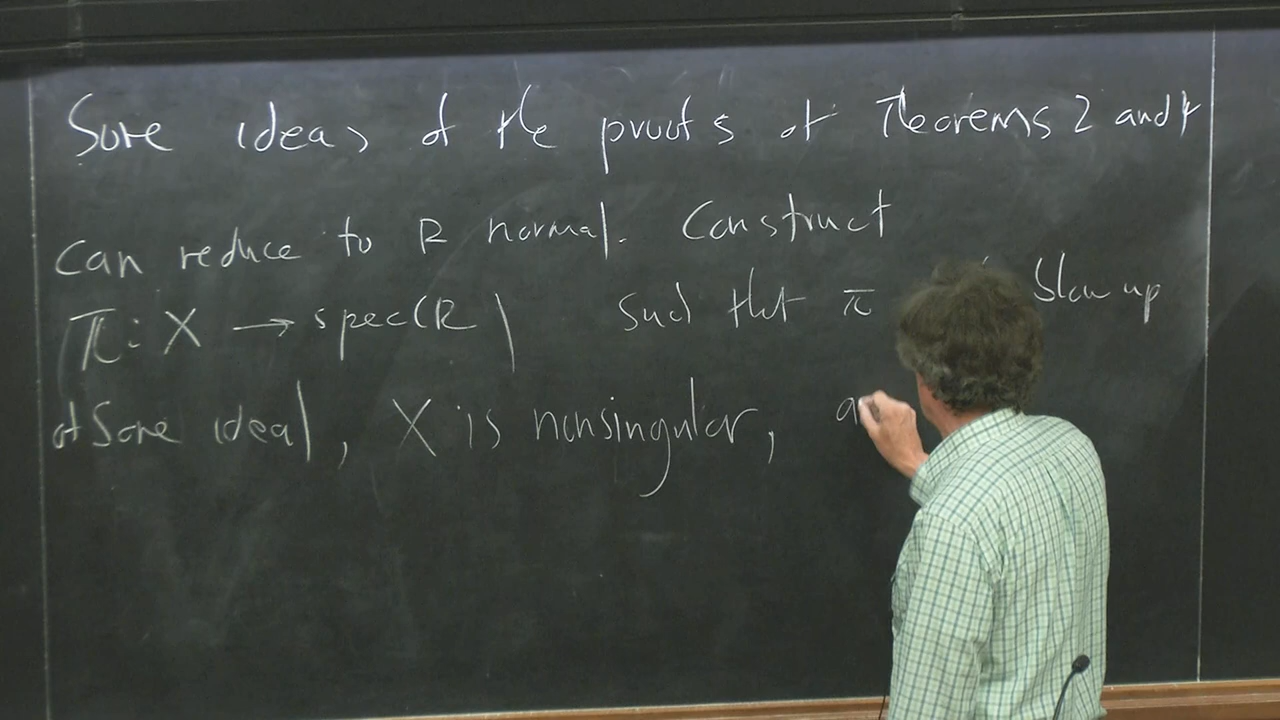 Some ideas of the proofs of Theorems 2 and 4
Can reduce to R normal. Construct
π: X → spec(R) such that π blow up
of some ideal, X is nonsingular, a